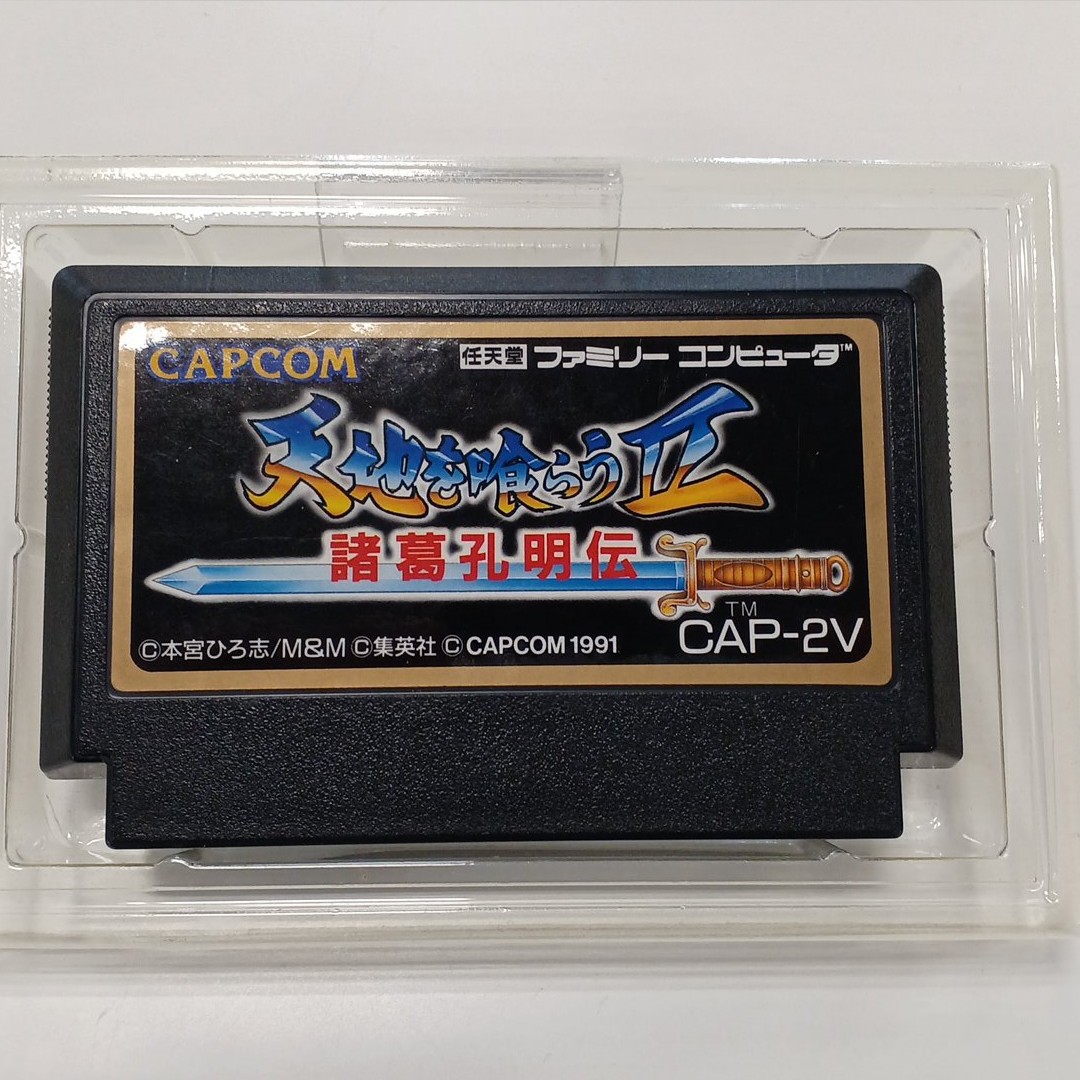 CAPCOM 任天堂 ファミリー コンピュータ™
天地を喰らうII
諸葛孔明伝
TM
CAP-2V
©本宮ひろ志/M&M ©集英社 © CAPCOM 1991